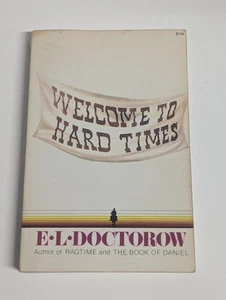 WELCOME TO
HARD TIMES
E·L·DOCTOROW
Author of RAGTIME and THE BOOK OF DANIEL